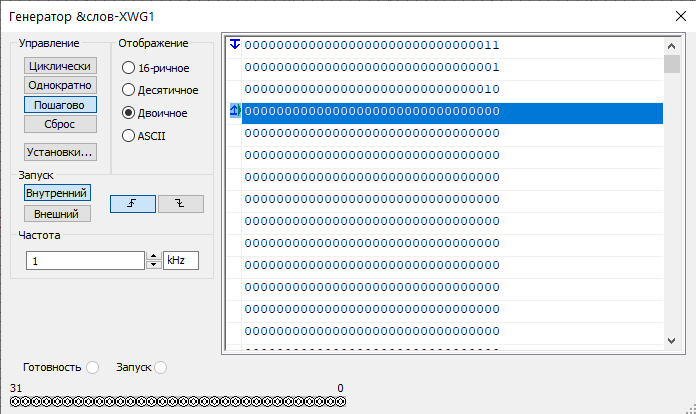 Генератор &слов-XWG1
Управление
Циклически
Однократно
Пошагово
Сброс
Установки...
Отображение
16-ричное
Десятичное
Двоичное
ASCII
Запуск
Внутренний
Внешний
Частота
1
kHz
00000000000000000000000000000011
00000000000000000000000000000001
00000000000000000000000000000010
00000000000000000000000000000000
00000000000000000000000000000000
00000000000000000000000000000000
00000000000000000000000000000000
00000000000000000000000000000000
00000000000000000000000000000000
00000000000000000000000000000000
00000000000000000000000000000000
00000000000000000000000000000000
00000000000000000000000000000000
00000000000000000000000000000000
Готовность
Запуск
31 0